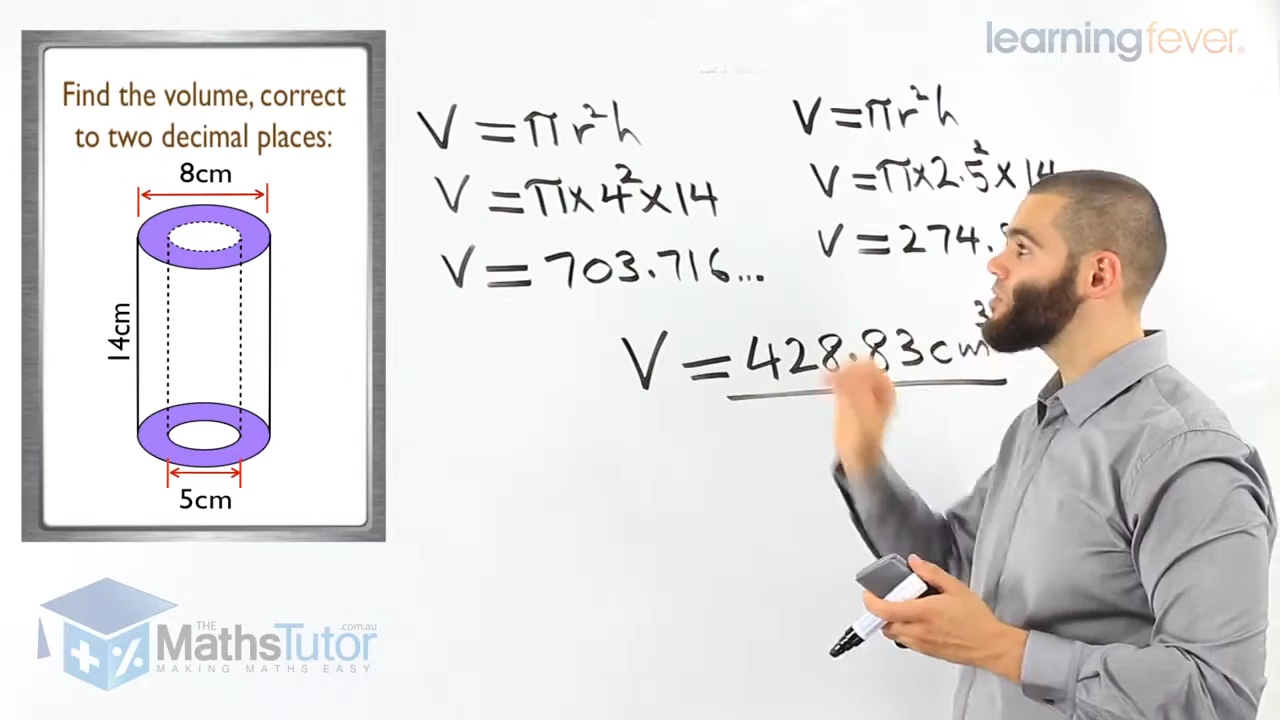 learningfever.
Find the volume, correct
to two decimal places:
8cm
14cm
5cm
V = πr²h
V = π×4²×14
V = 703.716...
V = πr²h
V = π×2.5²×14
V = 274.
V = 428.83cm³
THE MathsTutor .com.au
MAKING MATHS EASY